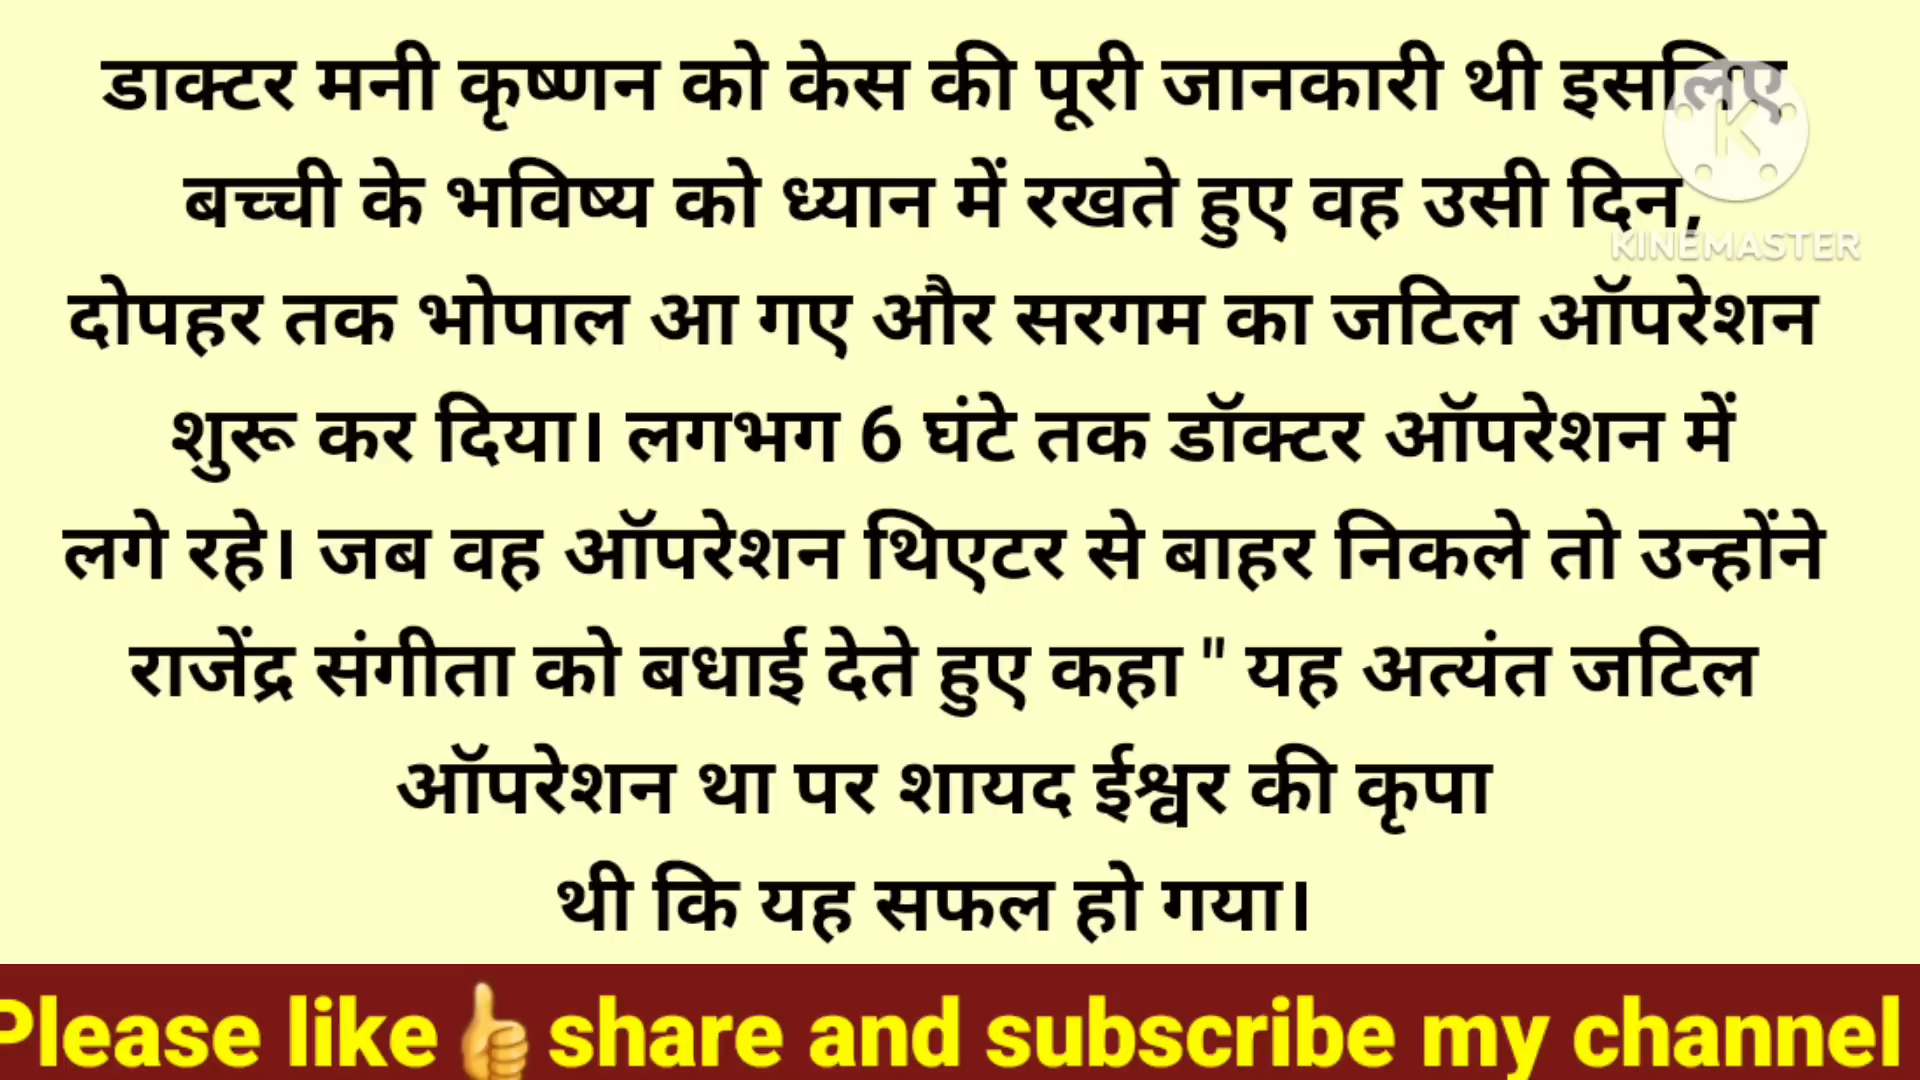 डाक्टर मनी कृष्णन को केस की पूरी जानकारी थी इसलिए
बच्ची के भविष्य को ध्यान में रखते हुए वह उसी दिन,
दोपहर तक भोपाल आ गए और सरगम का जटिल ऑपरेशन
शुरू कर दिया। लगभग 6 घंटे तक डॉक्टर ऑपरेशन में
लगे रहे। जब वह ऑपरेशन थिएटर से बाहर निकले तो उन्होंने
राजेंद्र संगीता को बधाई देते हुए कहा " यह अत्यंत जटिल
ऑपरेशन था पर शायद ईश्वर की कृपा
थी कि यह सफल हो गया।
K
KINEMASTER
Please like👍share and subscribe my channel